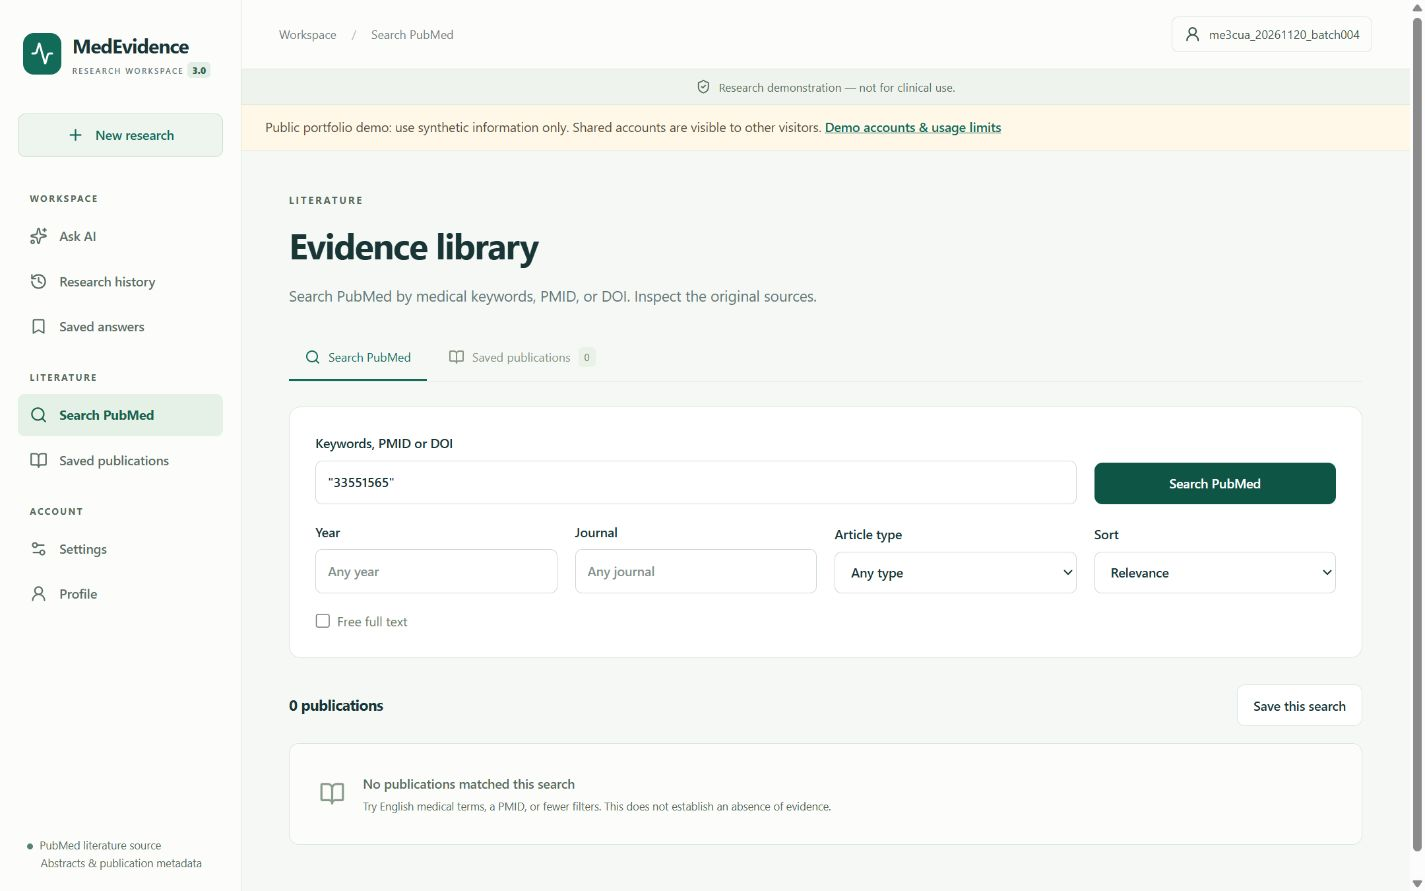 MedEvidence
RESEARCH WORKSPACE 3.0
New research
WORKSPACE
Ask AI
Research history
Saved answers
LITERATURE
Search PubMed
Saved publications
ACCOUNT
Settings
Profile
PubMed literature source
Abstracts & publication metadata
Workspace / Search PubMed
me3cua_20261120_batch004
Research demonstration — not for clinical use.
Public portfolio demo: use synthetic information only. Shared accounts are visible to other visitors. Demo accounts & usage limits
LITERATURE
Evidence library
Search PubMed by medical keywords, PMID, or DOI. Inspect the original sources.
Search PubMed
Saved publications 0
Keywords, PMID or DOI
"33551565"
Search PubMed
Year
Journal
Article type
Sort
Any year
Any journal
Any type
Relevance
Free full text
0 publications
Save this search
No publications matched this search
Try English medical terms, a PMID, or fewer filters. This does not establish an absence of evidence.